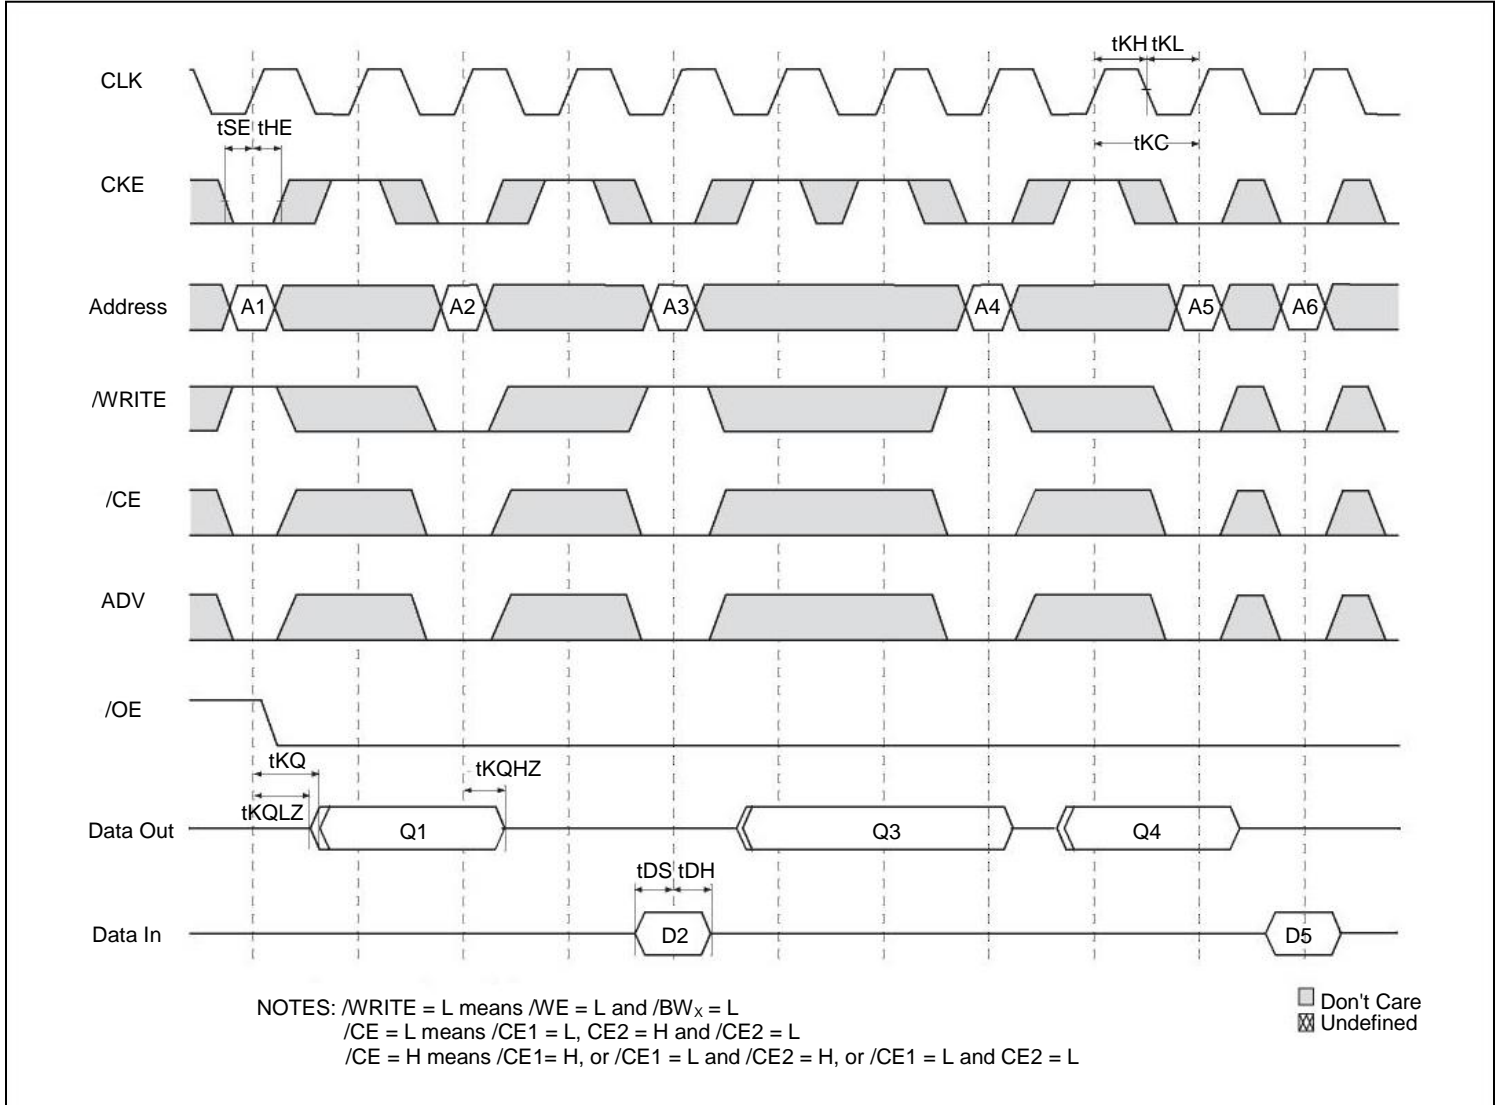 tKH tKL
CLK
tSE tHE
tKC
CKE
Address A1 A2 A3 A4 A5 A6
/WRITE
/CE
ADV
/OE
tKQ
tKQHZ
tKQLZ
Data Out Q1 Q3 Q4
tDS tDH
Data In D2 D5
NOTES: /WRITE = L means /WE = L and /BWX = L
/CE = L means /CE1 = L, CE2 = H and /CE2 = L
/CE = H means /CE1= H, or /CE1 = L and /CE2 = H, or /CE1 = L and CE2 = L
Don't Care
Undefined